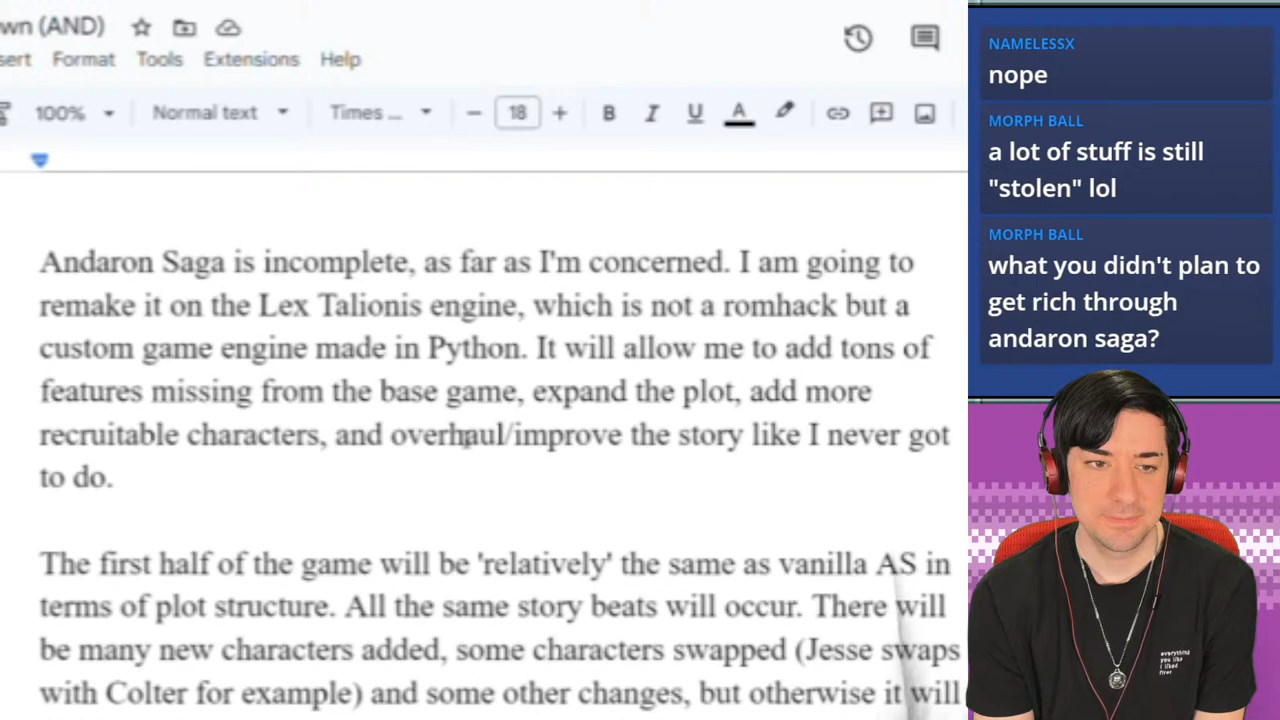 wn (AND)
sert Format Tools Extensions Help
100% Normal text Times ... − 18 + B I U A
Andaron Saga is incomplete, as far as I'm concerned. I am going to
remake it on the Lex Talionis engine, which is not a romhack but a
custom game engine made in Python. It will allow me to add tons of
features missing from the base game, expand the plot, add more
recruitable characters, and overhaul/improve the story like I never got
to do.
The first half of the game will be 'relatively' the same as vanilla AS in
terms of plot structure. All the same story beats will occur. There will
be many new characters added, some characters swapped (Jesse swaps
with Colter for example) and some other changes, but otherwise it will
NAMELESSX
nope
MORPH BALL
a lot of stuff is still
"stolen" lol
MORPH BALL
what you didn't plan to
get rich through
andaron saga?
everything
you like
i liked
first